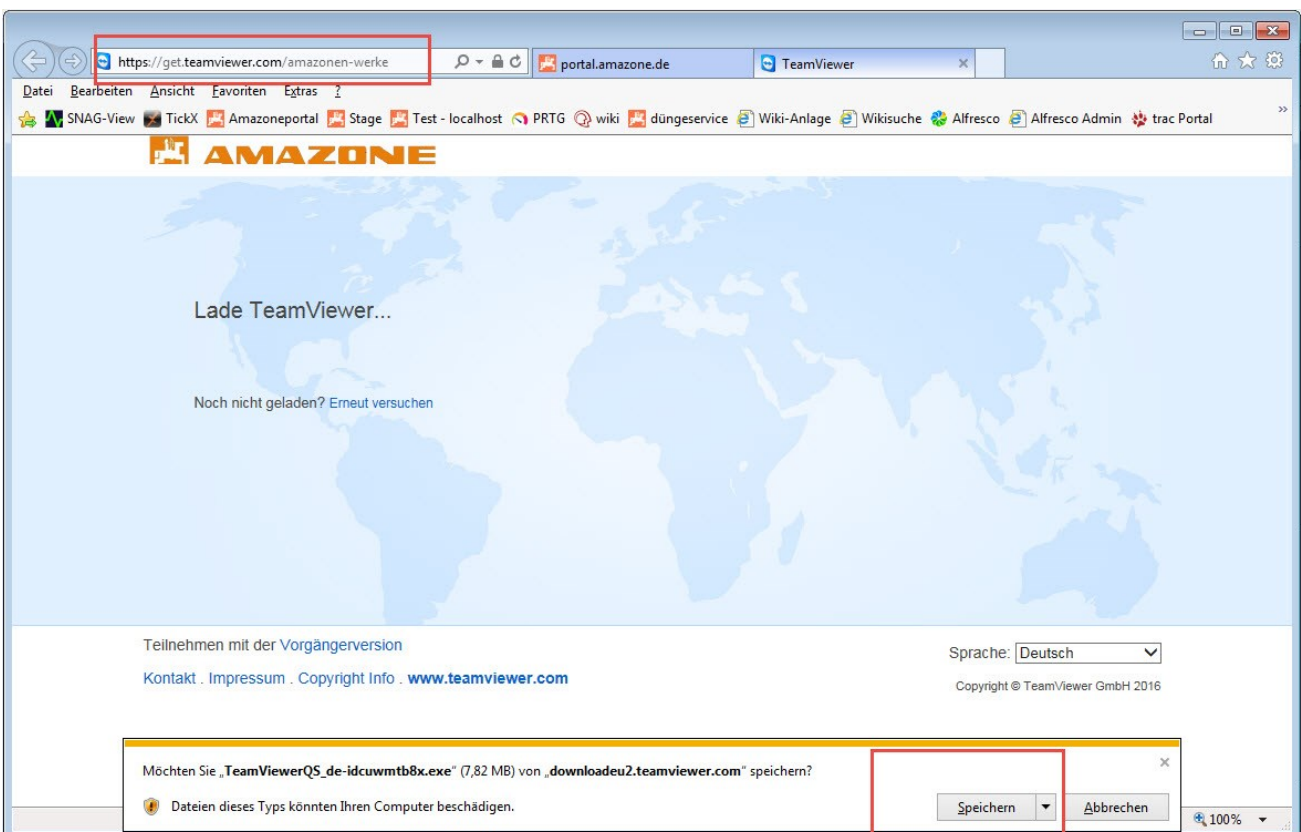 https://get.teamviewer.com/amazonen-werke
portal.amazone.de
TeamViewer
Datei Bearbeiten Ansicht Favoriten Extras ?
SNAG-View TickX Amazoneportal Stage Test - localhost PRTG wiki düngeservice Wiki-Anlage Wikisuche Alfresco Alfresco Admin trac Portal
AMAZONE
Lade TeamViewer...
Noch nicht geladen? Erneut versuchen
Teilnehmen mit der Vorgängerversion
Sprache: Deutsch
Kontakt . Impressum . Copyright Info . www.teamviewer.com
Copyright © TeamViewer GmbH 2016
Möchten Sie „TeamViewerQS_de-idcuwmtb8x.exe“ (7,82 MB) von „downloadeu2.teamviewer.com“ speichern?
Dateien dieses Typs könnten Ihren Computer beschädigen.
Speichern
Abbrechen
100%